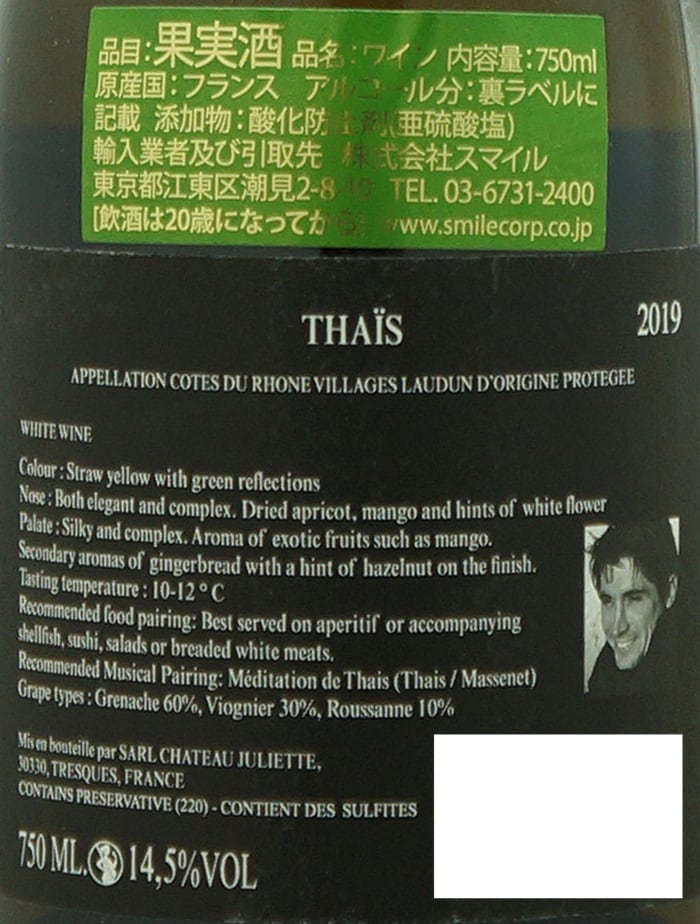 品目:果実酒 品名:ワイン 内容量:750ml
原産国:フランス アルコール分:裏ラベルに
記載 添加物:酸化防止剤(亜硫酸塩)
輸入業者及び引取先 株式会社スマイル
東京都江東区潮見2-8-10 TEL. 03-6731-2400
[飲酒は20歳になってから] www.smilecorp.co.jp
THAÏS
2019
APPELLATION COTES DU RHONE VILLAGES LAUDUN D'ORIGINE PROTEGEE
WHITE WINE
Colour : Straw yellow with green reflections
Nose : Both elegant and complex. Dried apricot, mango and hints of white flower
Palate : Silky and complex. Aroma of exotic fruits such as mango.
Secondary aromas of gingerbread with a hint of hazelnut on the finish.
Tasting temperature : 10-12 ° C
Recommended food pairing: Best served on aperitif or accompanying
shellfish, sushi, salads or breaded white meats.
Recommended Musical Pairing: Méditation de Thais (Thais / Massenet)
Grape types : Grenache 60%, Viognier 30%, Roussanne 10%
Mis en bouteille par SARL CHATEAU JULIETTE,
30330, TRESQUES, FRANCE
CONTAINS PRESERVATIVE (220) - CONTIENT DES SULFITES
750 ML. 14,5%VOL